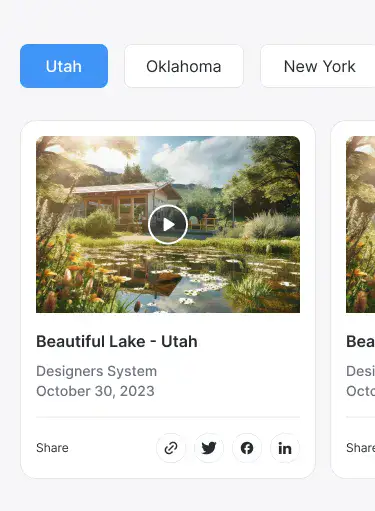 Utah
Oklahoma
New York
Beautiful Lake - Utah
Designers System
October 30, 2023
Share
Bea
Desi
Octo
Share